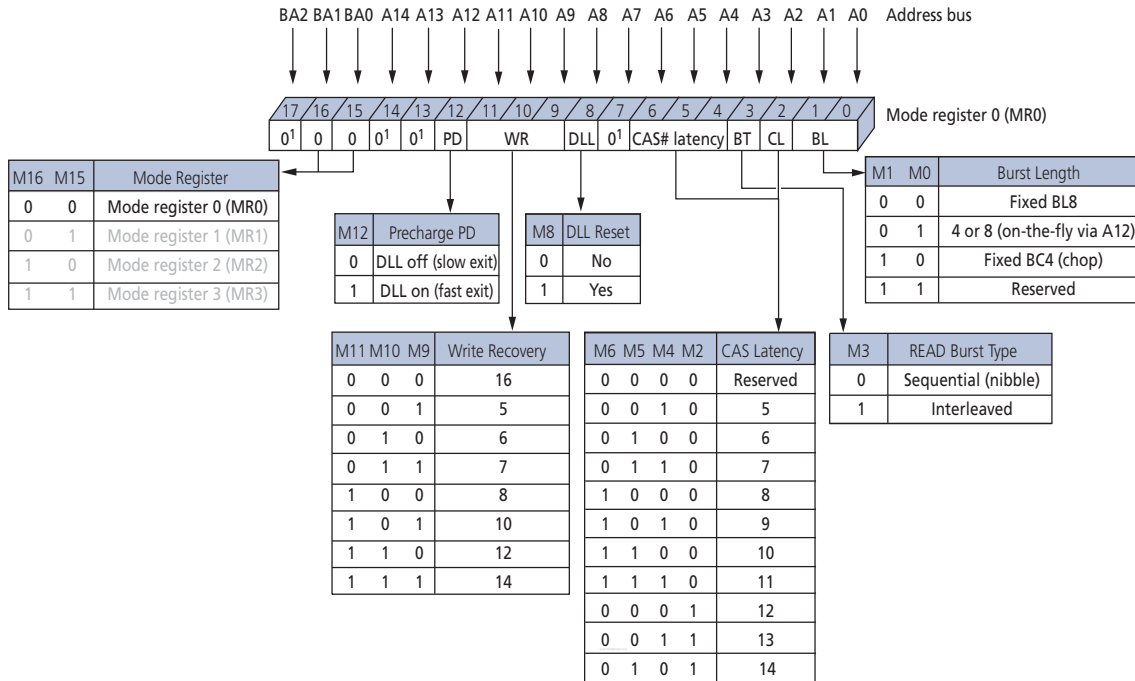 BA2 BA1 BA0 A14 A13 A12 A11 A10 A9 A8 A7 A6 A5 A4 A3 A2 A1 A0 Address bus
17 16 15 14 13 12 11 10 9 8 7 6 5 4 3 2 1 0
Mode register 0 (MR0)
0¹ 0 0 0¹ 0¹ PD WR DLL 0¹ CAS# latency BT CL BL
M16 M15 Mode Register
0 0 Mode register 0 (MR0)
0 1 Mode register 1 (MR1)
1 0 Mode register 2 (MR2)
1 1 Mode register 3 (MR3)
M12 Precharge PD
0 DLL off (slow exit)
1 DLL on (fast exit)
M8 DLL Reset
0 No
1 Yes
M1 M0 Burst Length
0 0 Fixed BL8
0 1 4 or 8 (on-the-fly via A12)
1 0 Fixed BC4 (chop)
1 1 Reserved
M11 M10 M9 Write Recovery
0 0 0 16
0 0 1 5
0 1 0 6
0 1 1 7
1 0 0 8
1 0 1 10
1 1 0 12
1 1 1 14
M6 M5 M4 M2 CAS Latency
0 0 0 0 Reserved
0 0 1 0 5
0 1 0 0 6
0 1 1 0 7
1 0 0 0 8
1 0 1 0 9
1 1 0 0 10
1 1 1 0 11
0 0 0 1 12
0 0 1 1 13
0 1 0 1 14
M3 READ Burst Type
0 Sequential (nibble)
1 Interleaved